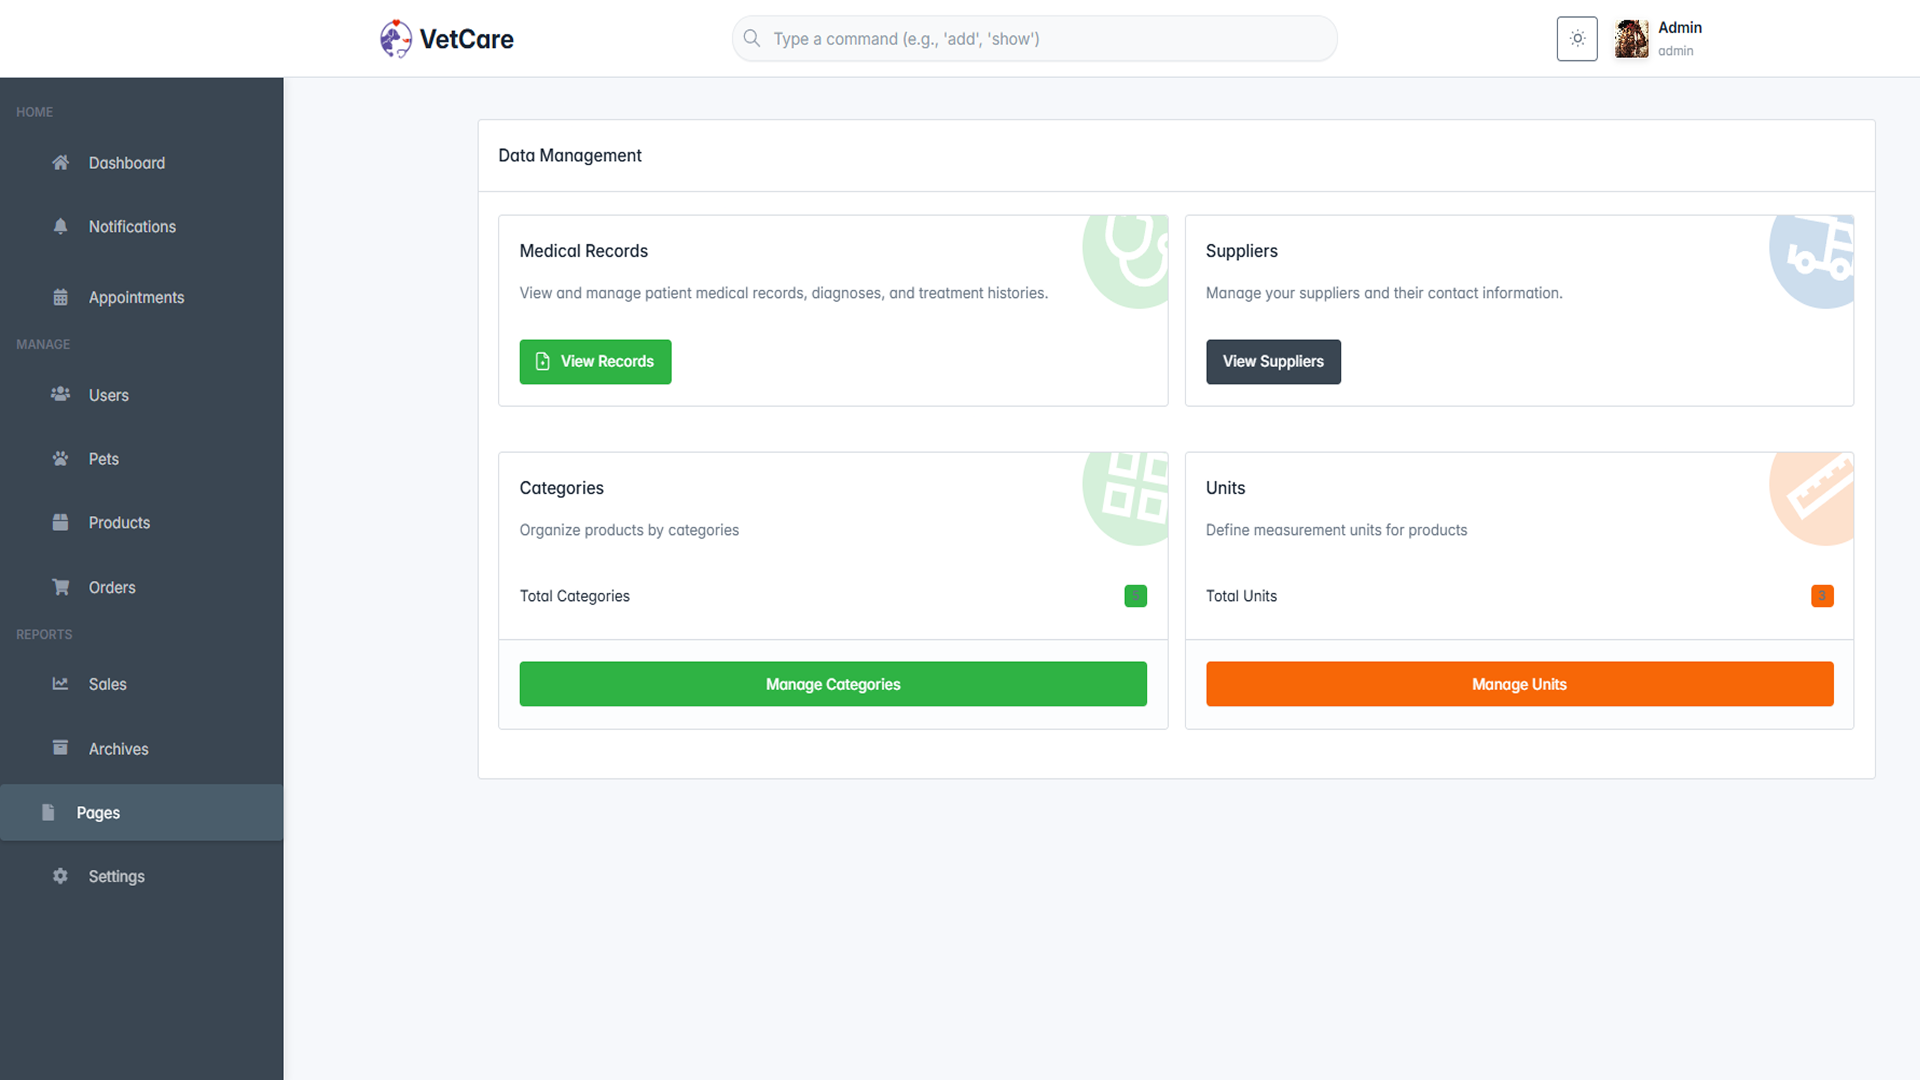 VetCare
Type a command (e.g., 'add', 'show')
Admin
admin
HOME
Dashboard
Notifications
Appointments
MANAGE
Users
Pets
Products
Orders
REPORTS
Sales
Archives
Pages
Settings
Data Management
Medical Records
View and manage patient medical records, diagnoses, and treatment histories.
View Records
Suppliers
Manage your suppliers and their contact information.
View Suppliers
Categories
Organize products by categories
Total Categories
5
Manage Categories
Units
Define measurement units for products
Total Units
3
Manage Units